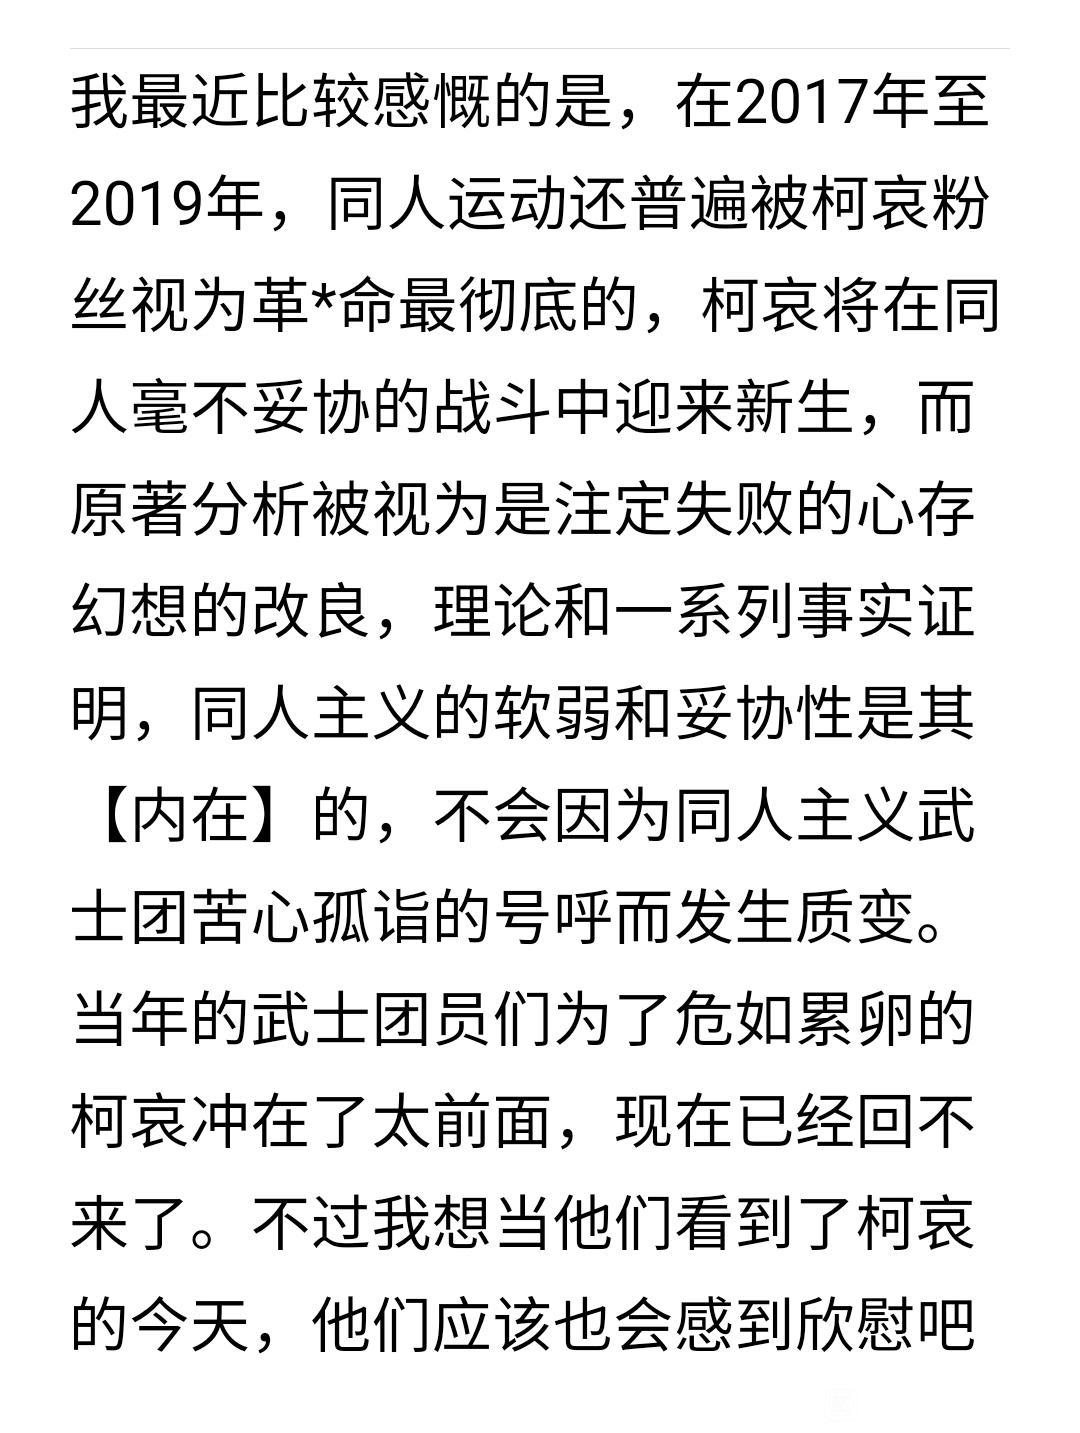 我最近比较感慨的是，在2017年至
2019年，同人运动还普遍被柯哀粉
丝视为革*命最彻底的，柯哀将在同
人毫不妥协的战斗中迎来新生，而
原著分析被视为是注定失败的心存
幻想的改良，理论和一系列事实证
明，同人主义的软弱和妥协性是其
【内在】的，不会因为同人主义武
士团苦心孤诣的号呼而发生质变。
当年的武士团员们为了危如累卵的
柯哀冲在了太前面，现在已经回不
来了。不过我想当他们看到了柯哀
的今天，他们应该也会感到欣慰吧